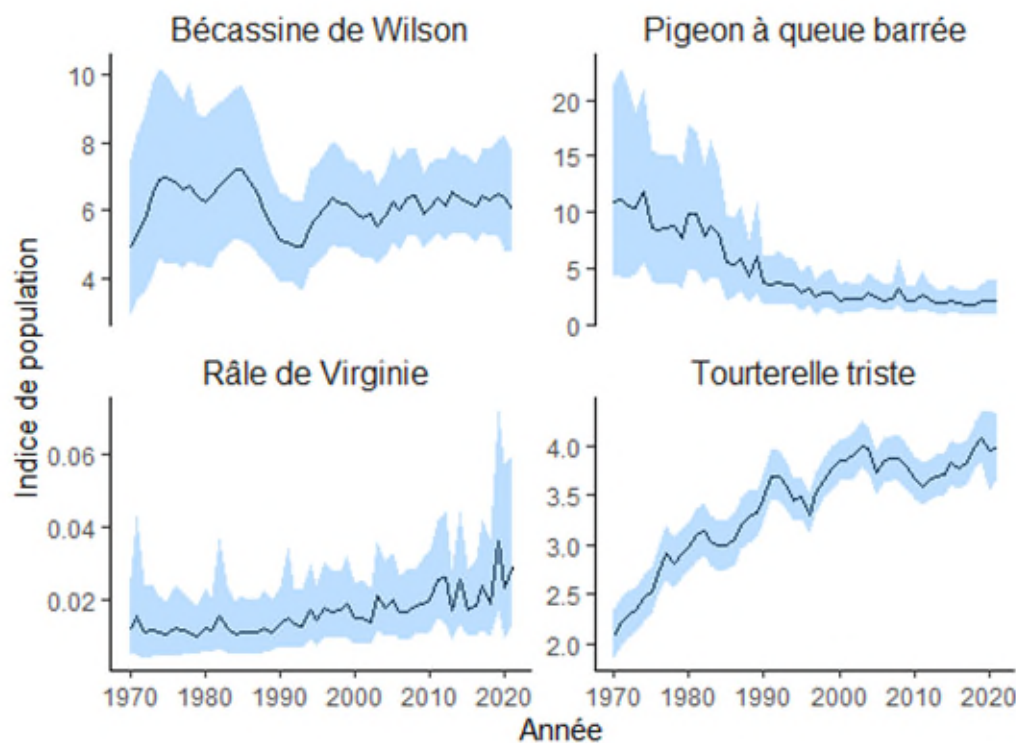 Bécassine de Wilson
Pigeon à queue barrée
10
8
6
4
20
15
10
5
0
Indice de population
Râle de Virginie
Tourterelle triste
0.06
0.04
0.02
4.0
3.5
3.0
2.5
2.0
1970 1980 1990 2000 2010 2020
1970 1980 1990 2000 2010 2020
Année